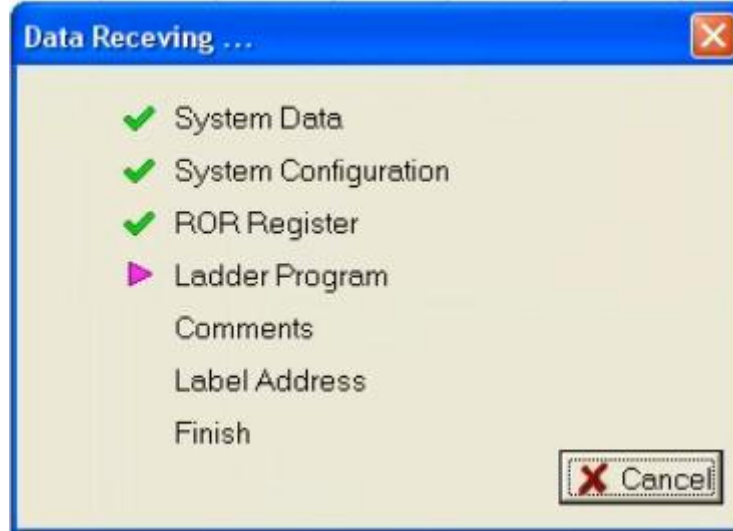 Data Receving ...
System Data
System Configuration
ROR Register
Ladder Program
Comments
Label Address
Finish
Cancel